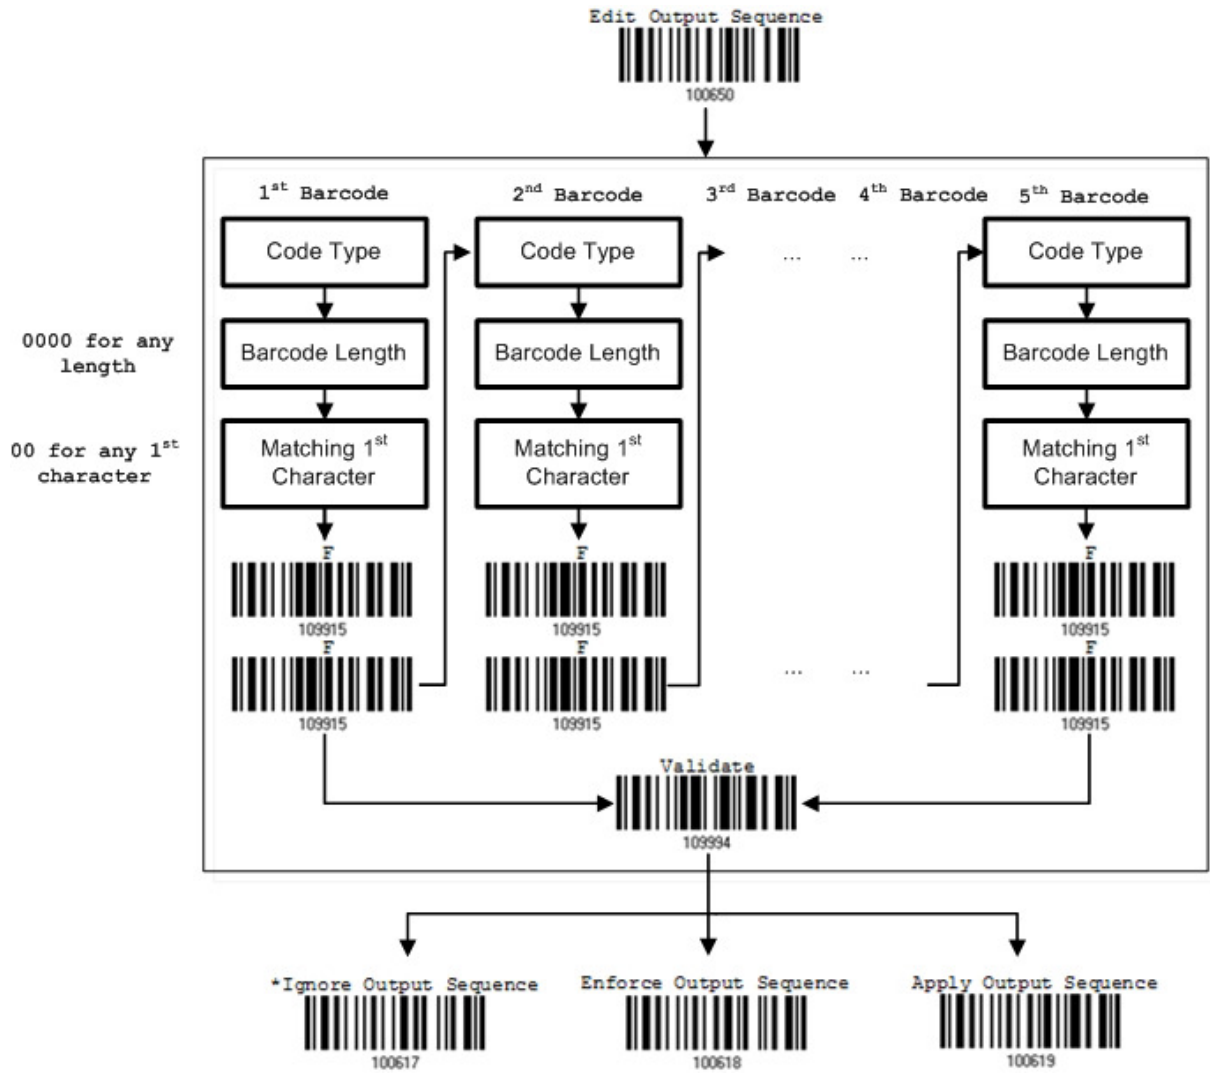 Edit Output Sequence
100650
1st Barcode 2nd Barcode 3rd Barcode 4th Barcode 5th Barcode
Code Type Code Type ... ... Code Type
0000 for any
length
Barcode Length Barcode Length Barcode Length
00 for any 1st
character
Matching 1st
Character
Matching 1st
Character
Matching 1st
Character
F F F
109915 109915 109915
F F F
... ...
109915 109915 109915
Validate
109994
*Ignore Output Sequence Enforce Output Sequence Apply Output Sequence
100617 100618 100619